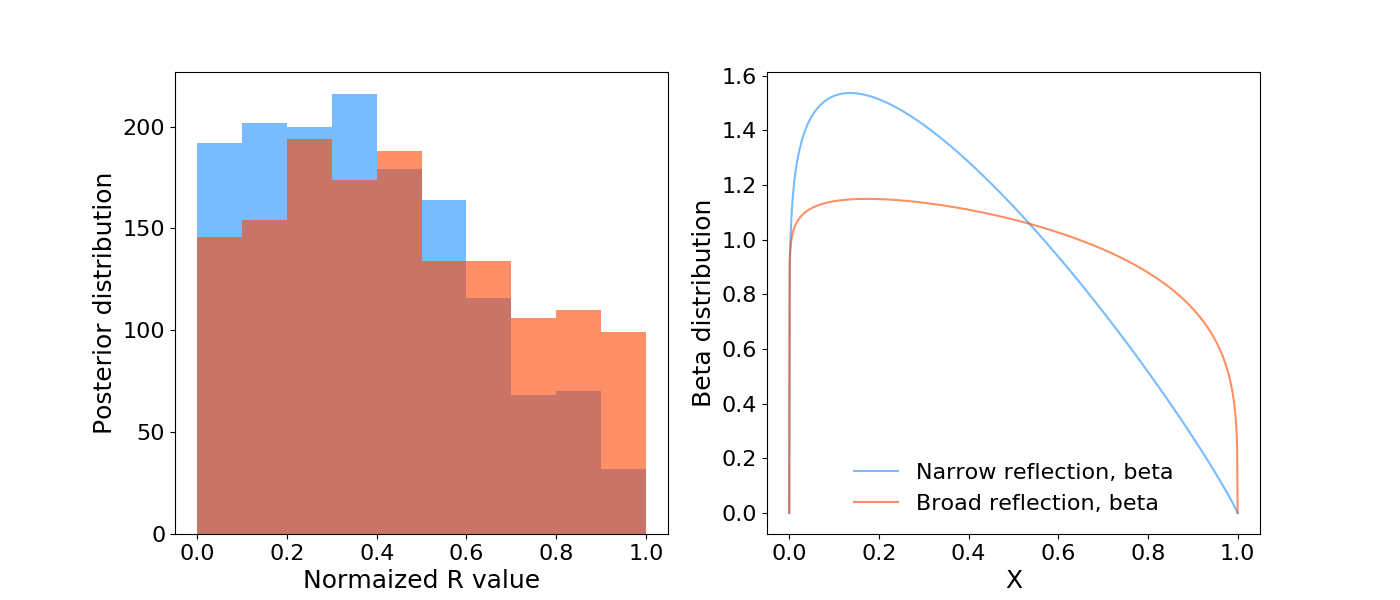 Posterior distribution
200
150
100
50
0
0.0 0.2 0.4 0.6 0.8 1.0
Normaized R value
Beta distribution
1.6
1.4
1.2
1.0
0.8
0.6
0.4
0.2
0.0
Narrow reflection, beta
Broad reflection, beta
0.0 0.2 0.4 0.6 0.8 1.0
X